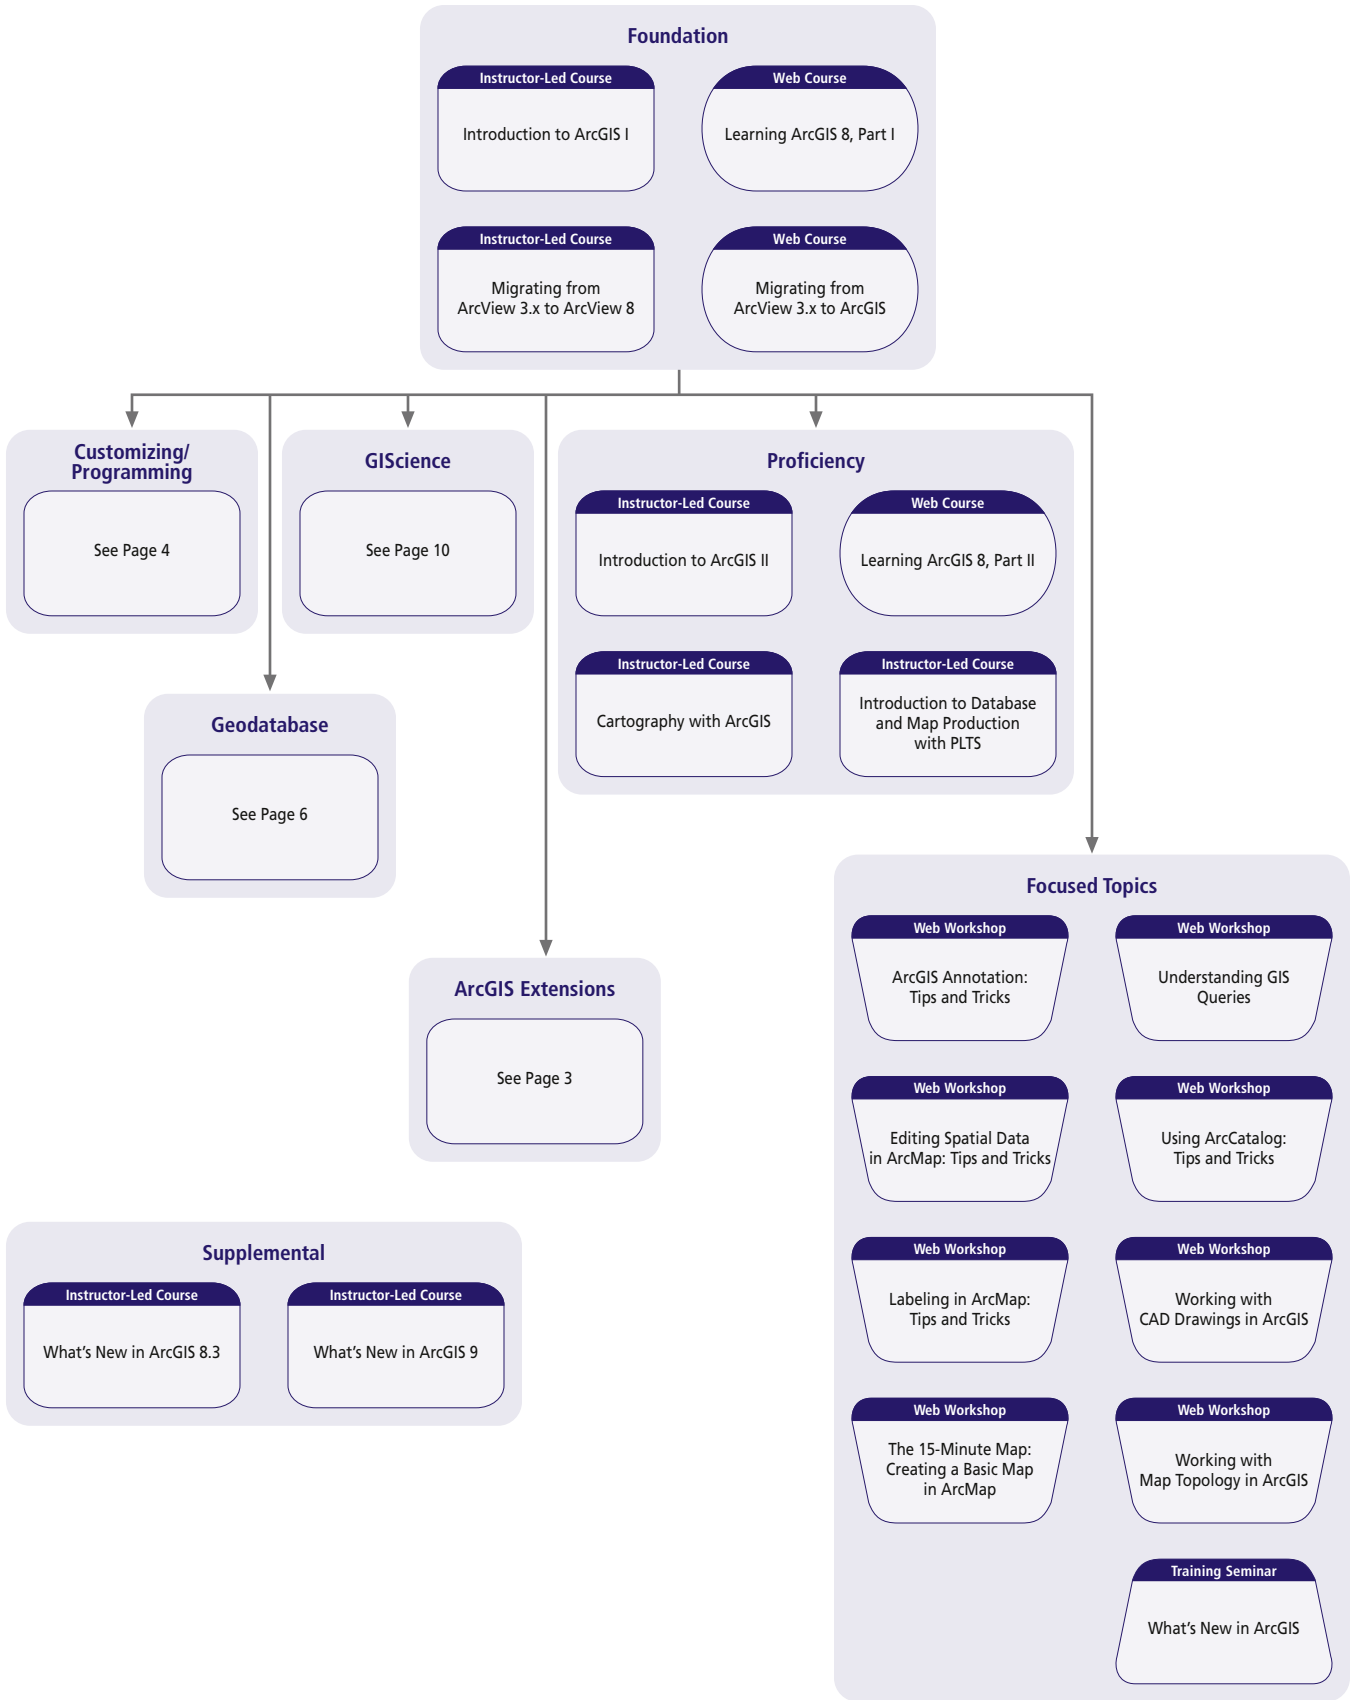 Foundation
Instructor-Led Course
Introduction to ArcGIS I
Web Course
Learning ArcGIS 8, Part I
Instructor-Led Course
Migrating from
ArcView 3.x to ArcView 8
Web Course
Migrating from
ArcView 3.x to ArcGIS
Customizing/
Programming
See Page 4
GIScience
See Page 10
Proficiency
Instructor-Led Course
Introduction to ArcGIS II
Web Course
Learning ArcGIS 8, Part II
Instructor-Led Course
Cartography with ArcGIS
Instructor-Led Course
Introduction to Database
and Map Production
with PLTS
Geodatabase
See Page 6
ArcGIS Extensions
See Page 3
Focused Topics
Web Workshop
ArcGIS Annotation:
Tips and Tricks
Web Workshop
Understanding GIS
Queries
Web Workshop
Editing Spatial Data
in ArcMap: Tips and Tricks
Web Workshop
Using ArcCatalog:
Tips and Tricks
Web Workshop
Labeling in ArcMap:
Tips and Tricks
Web Workshop
Working with
CAD Drawings in ArcGIS
Web Workshop
The 15-Minute Map:
Creating a Basic Map
in ArcMap
Web Workshop
Working with
Map Topology in ArcGIS
Training Seminar
What's New in ArcGIS
Supplemental
Instructor-Led Course
What's New in ArcGIS 8.3
Instructor-Led Course
What's New in ArcGIS 9